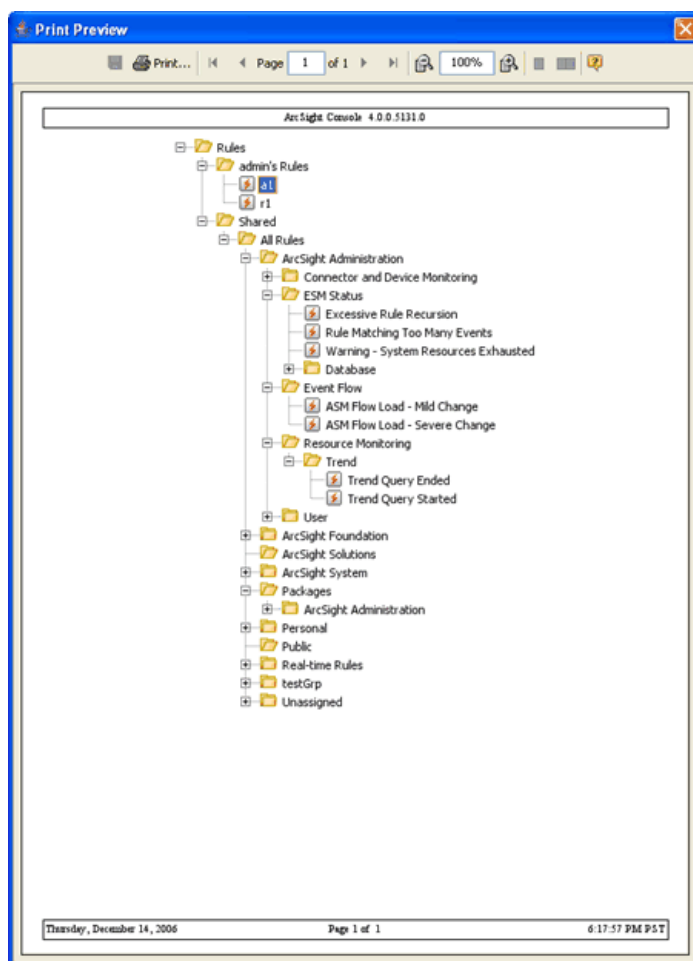 Print Preview
Print... Page 1 of 1 100%
ArcSight Console 4.0.0.5131.0
Rules
admin's Rules
a1
r1
Shared
All Rules
ArcSight Administration
Connector and Device Monitoring
ESM Status
Excessive Rule Recursion
Rule Matching Too Many Events
Warning - System Resources Exhausted
Database
Event Flow
ASM Flow Load - Mild Change
ASM Flow Load - Severe Change
Resource Monitoring
Trend
Trend Query Ended
Trend Query Started
User
ArcSight Foundation
ArcSight Solutions
ArcSight System
Packages
ArcSight Administration
Personal
Public
Real-time Rules
testGrp
Unassigned
Thursday, December 14, 2006 Page 1 of 1 6:17:57 PM PST